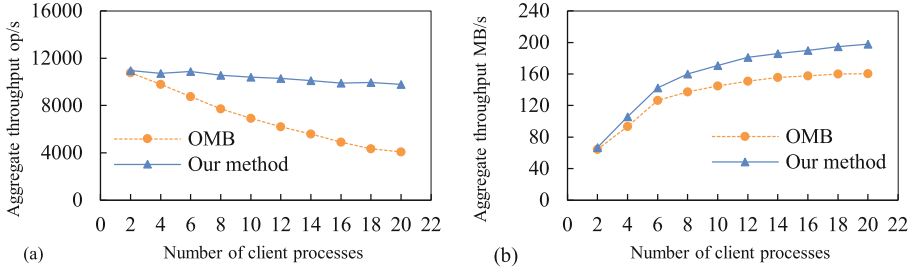 Aggregate throughput op/s
16000
12000
8000
4000
0
OMB
Our method
0 2 4 6 8 10 12 14 16 18 20 22
(a)
Number of client processes
Aggregate throughput MB/s
240
200
160
120
80
40
0
OMB
Our method
0 2 4 6 8 10 12 14 16 18 20 22
(b)
Number of client processes